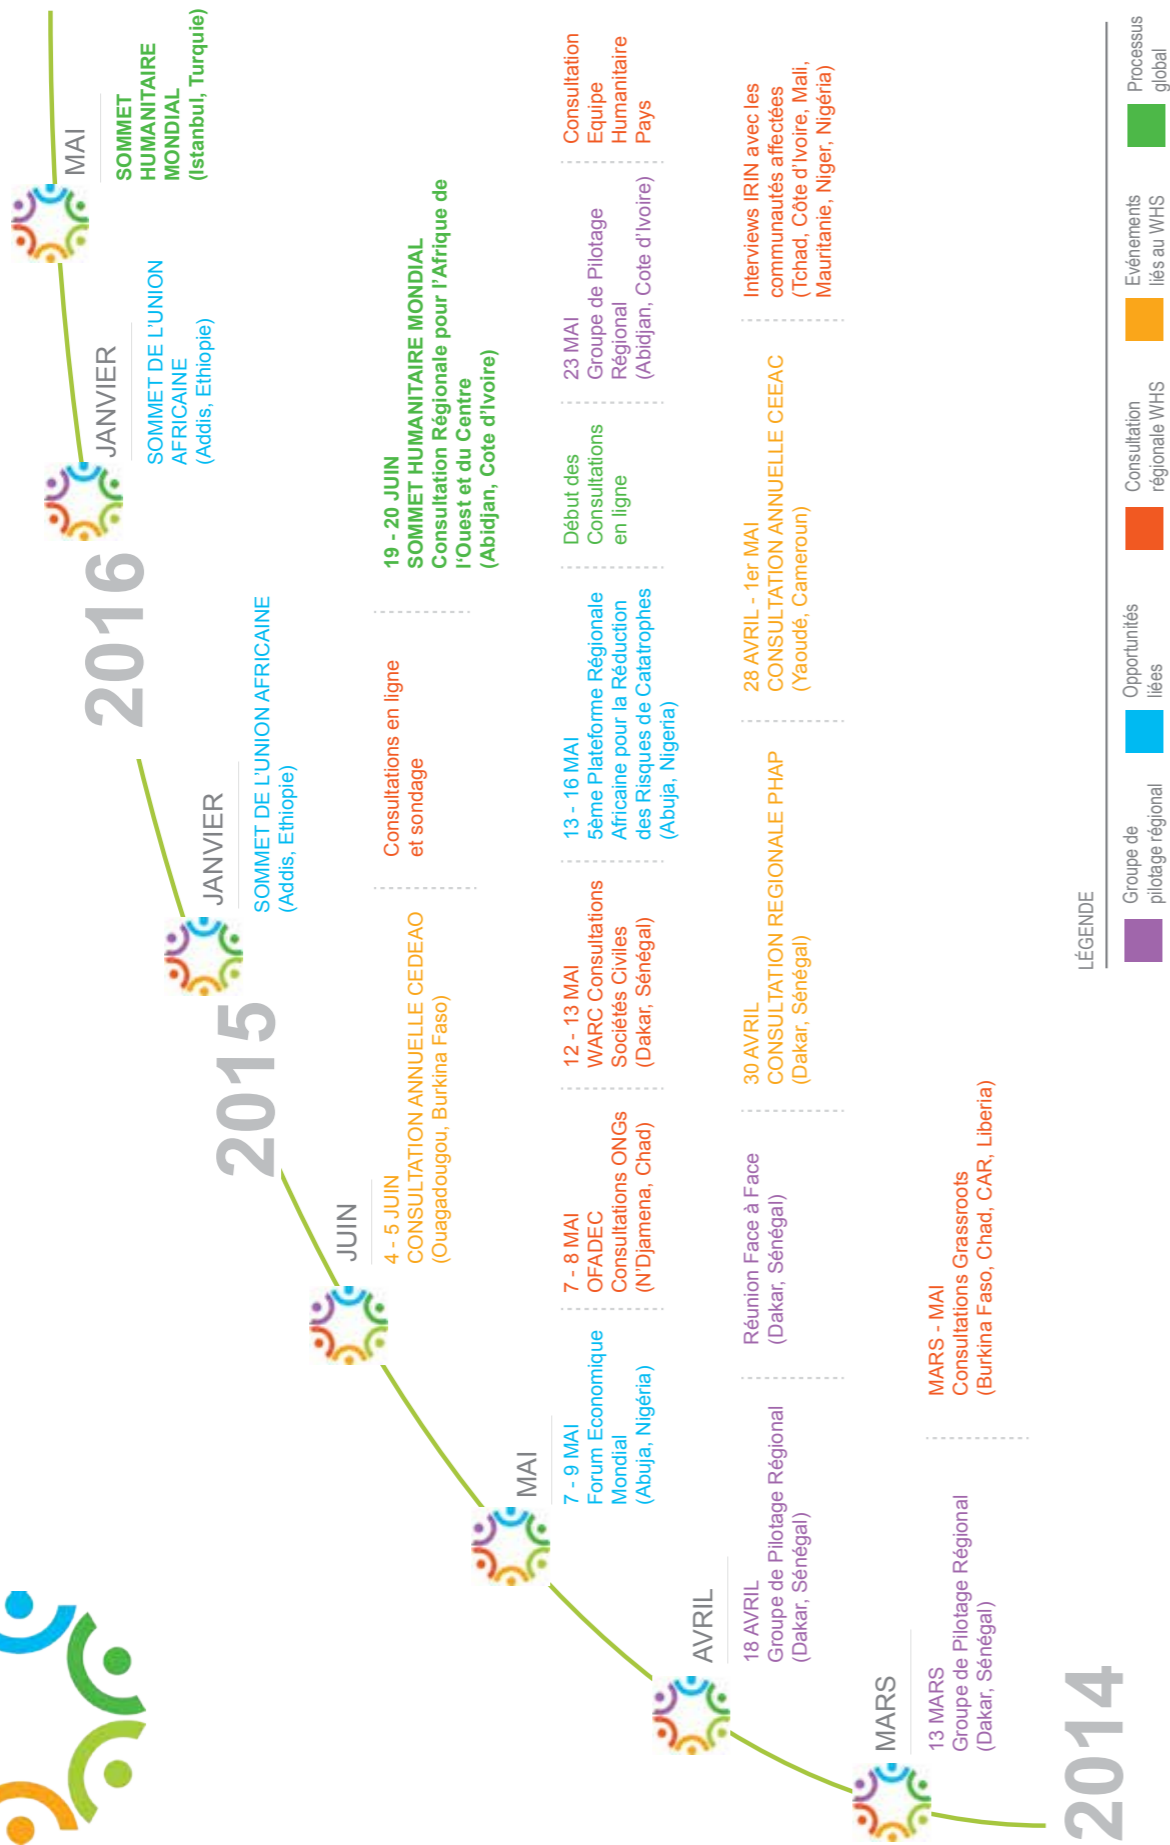 2014
MARS
13 MARS
Groupe de Pilotage Régional
(Dakar, Sénégal)
MARS - MAI
Consultations Grassroots
(Burkina Faso, Chad, CAR, Liberia)
AVRIL
18 AVRIL
Groupe de Pilotage Régional
(Dakar, Sénégal)
Réunion Face à Face
(Dakar, Sénégal)
30 AVRIL
CONSULTATION REGIONALE PHAP
(Dakar, Sénégal)
28 AVRIL - 1er MAI
CONSULTATION ANNUELLE CEEAC
(Yaoudé, Cameroun)
Interviews IRIN avec les
communautés affectées
(Tchad, Côte d'Ivoire, Mali,
Mauritanie, Niger, Nigéria)
MAI
7 - 9 MAI
Forum Economique
Mondial
(Abuja, Nigéria)
7 - 8 MAI
OFADEC
Consultations ONGs
(N'Djamena, Chad)
12 - 13 MAI
WARC Consultations
Sociétés Civiles
(Dakar, Sénégal)
13 - 16 MAI
5ème Plateforme Régionale
Africaine pour la Réduction
des Risques de Catatrophes
(Abuja, Nigeria)
Début des
Consultations
en ligne
23 MAI
Groupe de Pilotage
Régional
(Abidjan, Cote d'Ivoire)
Consultation
Equipe
Humanitaire
Pays
JUIN
4 - 5 JUIN
CONSULTATION ANNUELLE CEDEAO
(Ouagadougou, Burkina Faso)
Consultations en ligne
et sondage
19 - 20 JUIN
SOMMET HUMANITAIRE MONDIAL
Consultation Régionale pour l'Afrique de
l'Ouest et du Centre
(Abidjan, Cote d'Ivoire)
2015
JANVIER
SOMMET DE L'UNION AFRICAINE
(Addis, Ethiopie)
2016
JANVIER
SOMMET DE L'UNION
AFRICAINE
(Addis, Ethiopie)
MAI
SOMMET
HUMANITAIRE
MONDIAL
(Istanbul, Turquie)
LÉGENDE
Groupe de
pilotage régional
Opportunités
liées
Consultation
régionale WHS
Evénements
liés au WHS
Processus
global